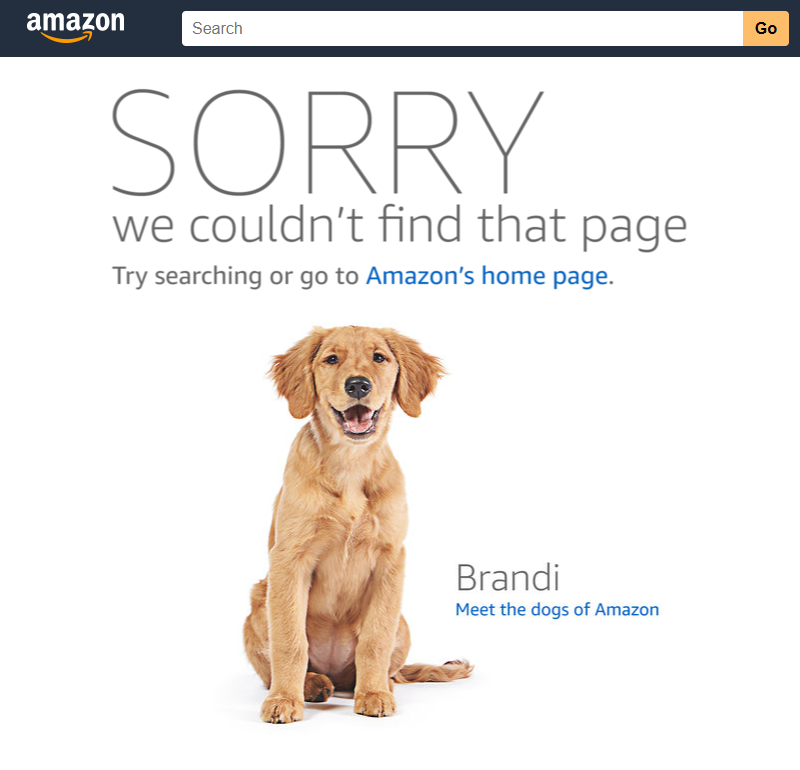 amazon
Search
Go
SORRY
we couldn't find that page
Try searching or go to Amazon's home page.
Brandi
Meet the dogs of Amazon